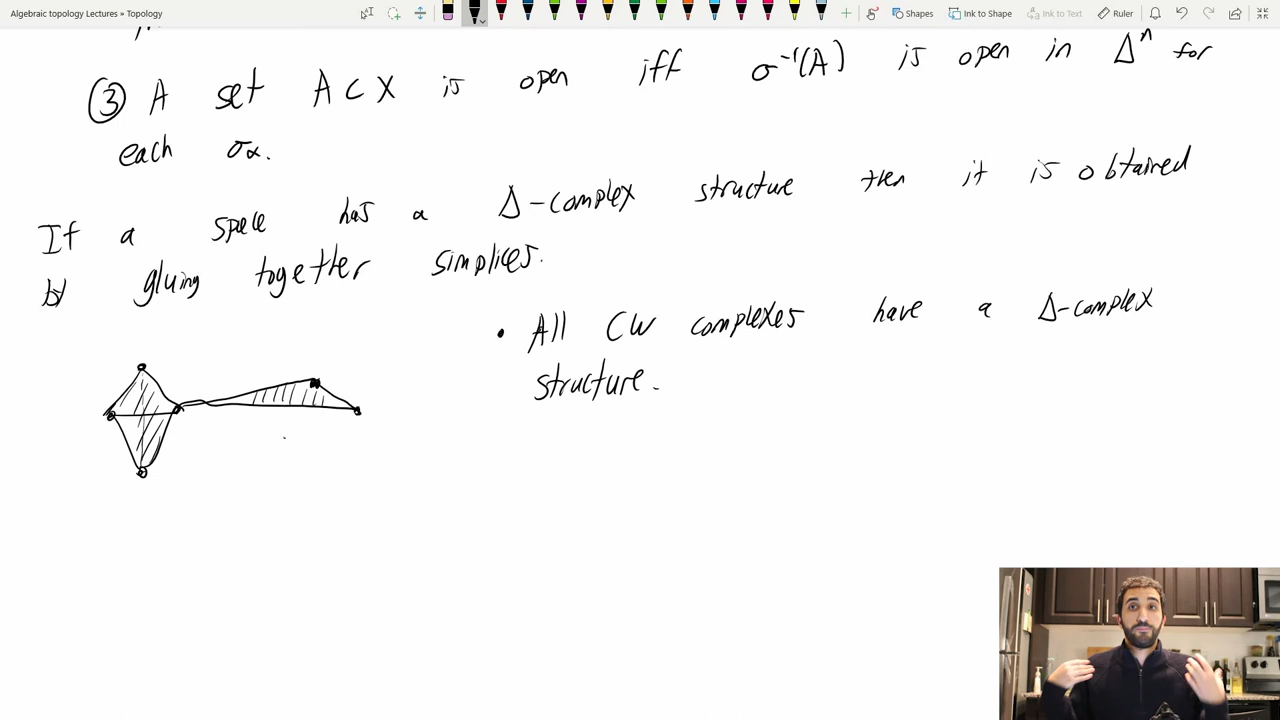 Algebraic topology Lectures » Topology
Shapes Ink to Shape Ink to Text Ruler
③ A set A ⊂ X is open iff σ⁻¹(A) is open in Δⁿ for
each σα.
If a space has a Δ-complex structure then it is obtained
by gluing together simplices.
• All CW complexes have a Δ-complex
structure.